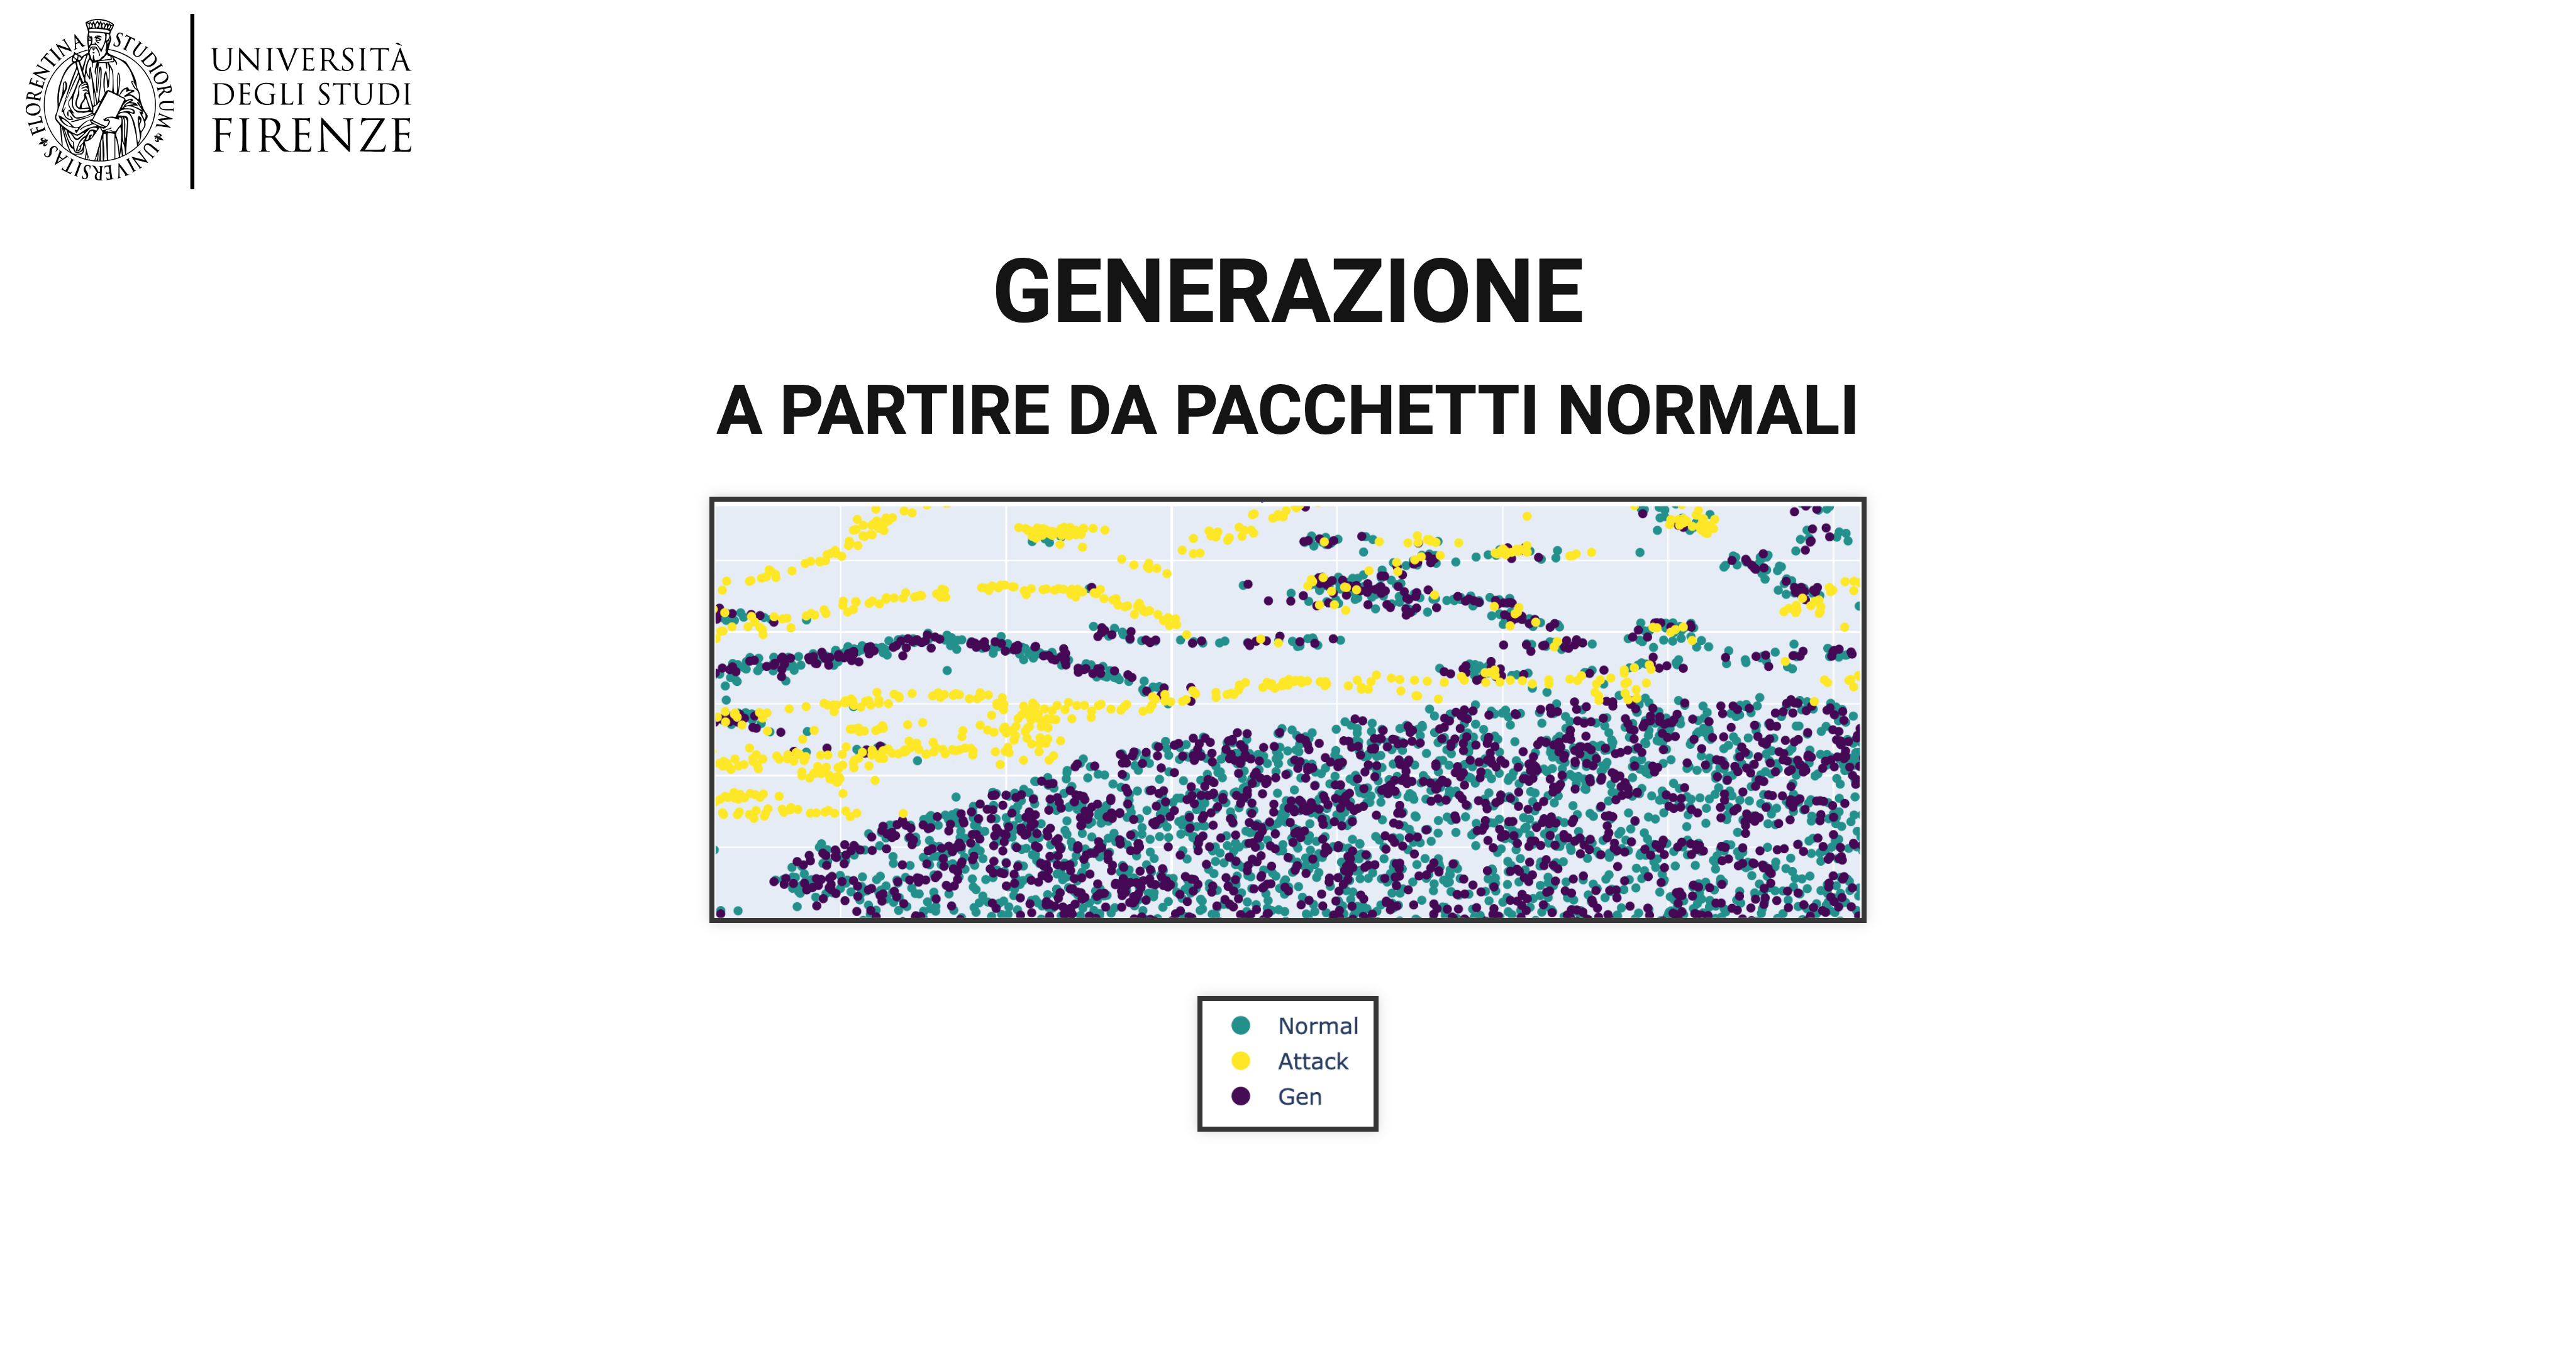 FLORENTINA STUDIORUM UNIVERSITAS
UNIVERSITÀ
DEGLI STUDI
FIRENZE
GENERAZIONE
A PARTIRE DA PACCHETTI NORMALI
Normal
Attack
Gen